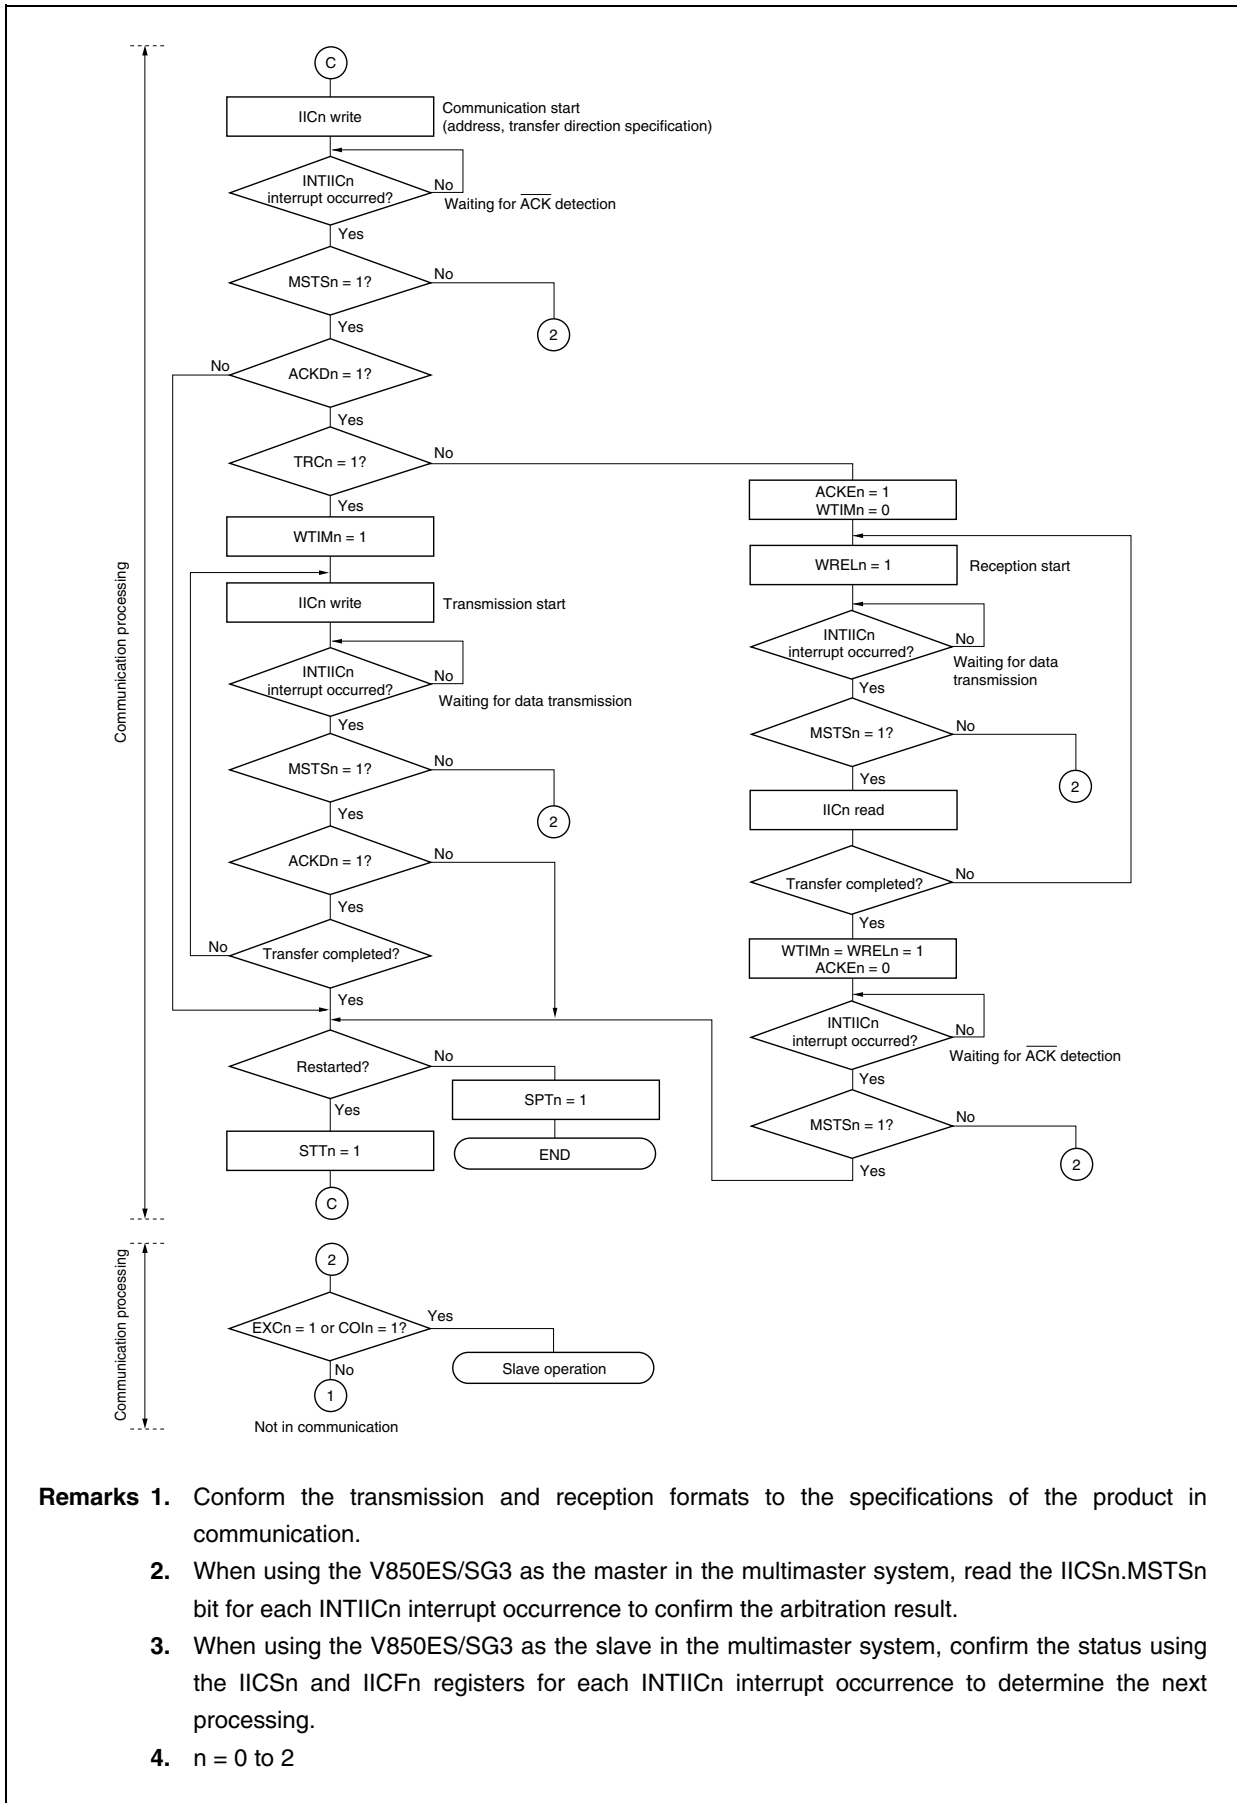 C
IICn write
Communication start
(address, transfer direction specification)
INTIICn
interrupt occurred?
No
Waiting for ACK detection
Yes
MSTSn = 1?
No
2
Yes
ACKDn = 1?
No
Yes
TRCn = 1?
No
Yes
WTIMn = 1
IICn write
Transmission start
INTIICn
interrupt occurred?
No
Waiting for data transmission
Yes
MSTSn = 1?
No
2
Yes
ACKDn = 1?
No
Yes
Transfer completed?
No
Yes
Restarted?
No
SPTn = 1
END
Yes
STTn = 1
C
ACKEn = 1
WTIMn = 0
WRELn = 1
Reception start
INTIICn
interrupt occurred?
No
Waiting for data
transmission
Yes
MSTSn = 1?
No
2
Yes
IICn read
Transfer completed?
No
Yes
WTIMn = WRELn = 1
ACKEn = 0
INTIICn
interrupt occurred?
No
Waiting for ACK detection
Yes
MSTSn = 1?
No
2
Yes
Communication processing
2
EXCn = 1 or COIn = 1?
Yes
Slave operation
No
1
Not in communication
Communication processing
Remarks 1. Conform the transmission and reception formats to the specifications of the product in
communication.
2. When using the V850ES/SG3 as the master in the multimaster system, read the IICSn.MSTSn
bit for each INTIICn interrupt occurrence to confirm the arbitration result.
3. When using the V850ES/SG3 as the slave in the multimaster system, confirm the status using
the IICSn and IICFn registers for each INTIICn interrupt occurrence to determine the next
processing.
4. n = 0 to 2